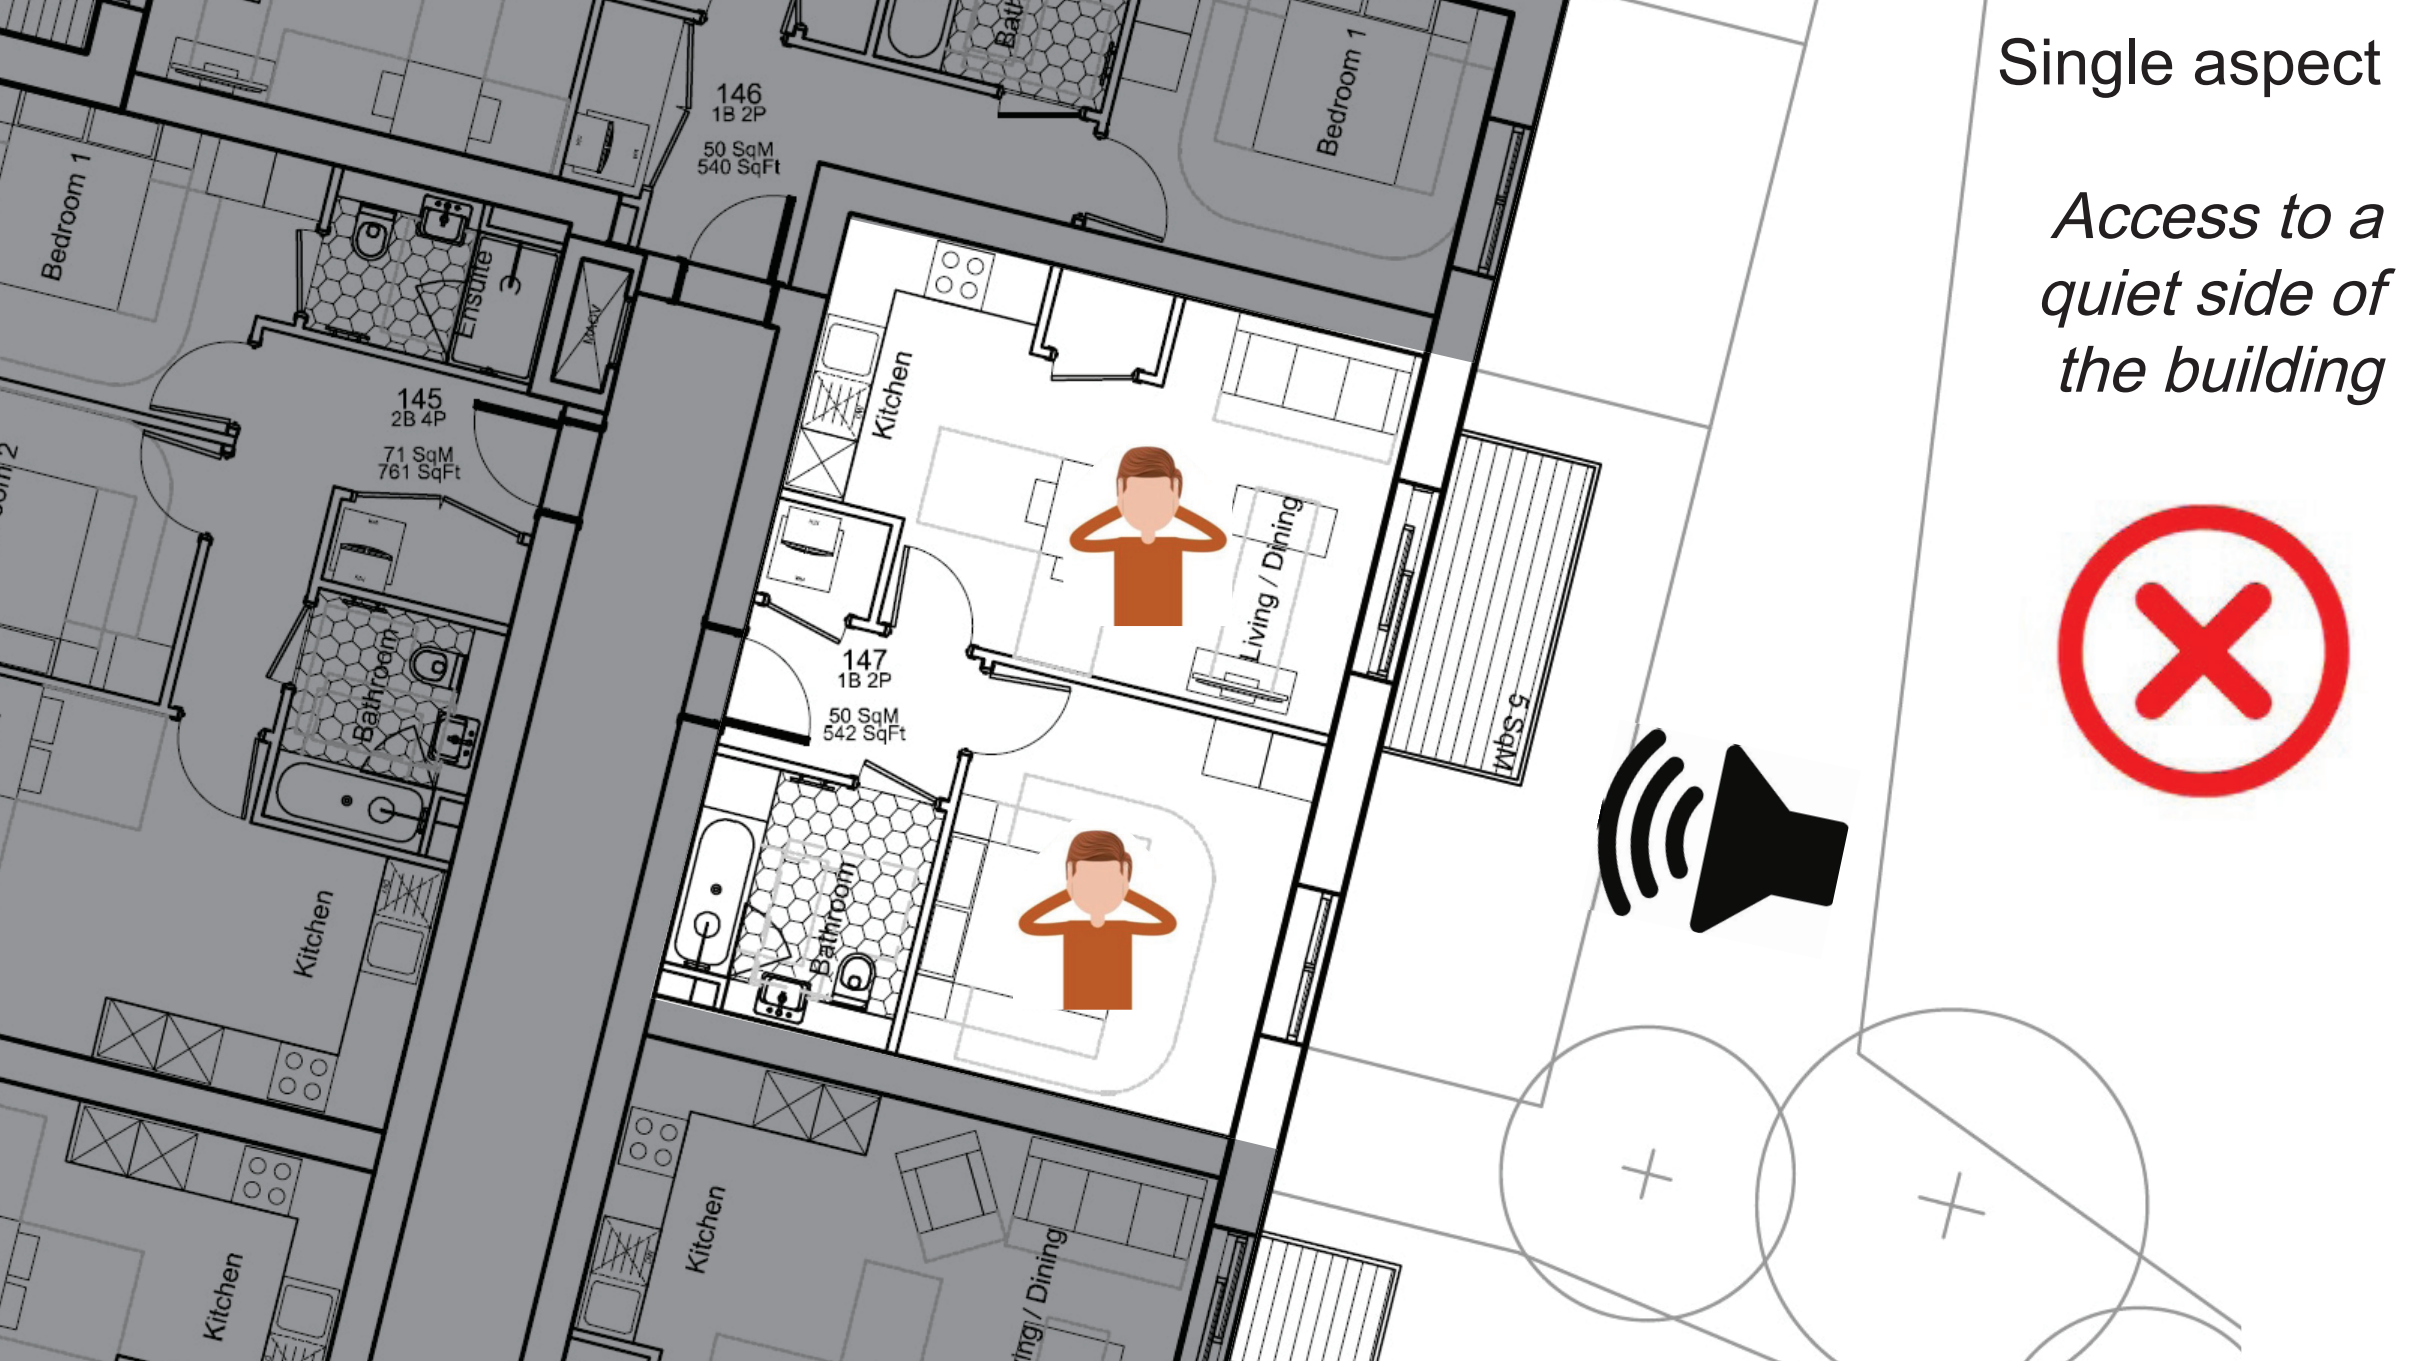 Single aspect
Access to a
quiet side of
the building
146
1B 2P
50 SqM
540 SqFt
Bedroom 1
Bedroom 1
Ensuite
145
2B 4P
71 SqM
761 SqFt
Kitchen
Living / Dining
5 SqM
147
1B 2P
50 SqM
542 SqFt
Bathroom
Bathroom
Kitchen
Kitchen
Kitchen